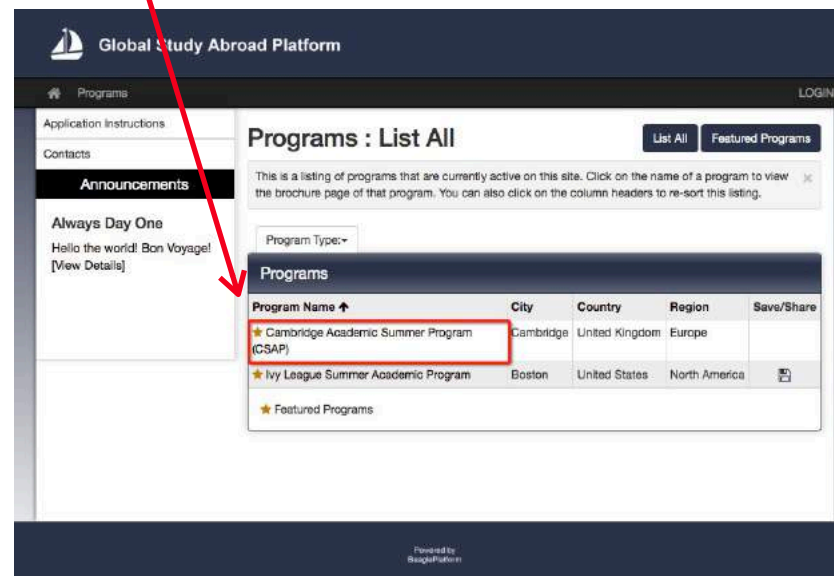 Global Study Abroad Platform
Programs
LOGIN
Application Instructions
Contacts
Announcements
Always Day One
Hello the world! Bon Voyage!
[View Details]
Programs : List All
List All
Featured Programs
This is a listing of programs that are currently active on this site. Click on the name of a program to view
the brochure page of that program. You can also click on the column headers to re-sort this listing.
Program Type:
Programs
Program Name City Country Region Save/Share
Cambridge Academic Summer Program Cambridge United Kingdom Europe
(CSAP)
Ivy League Summer Academic Program Boston United States North America
Featured Programs
Powered by
BeaglePlatform